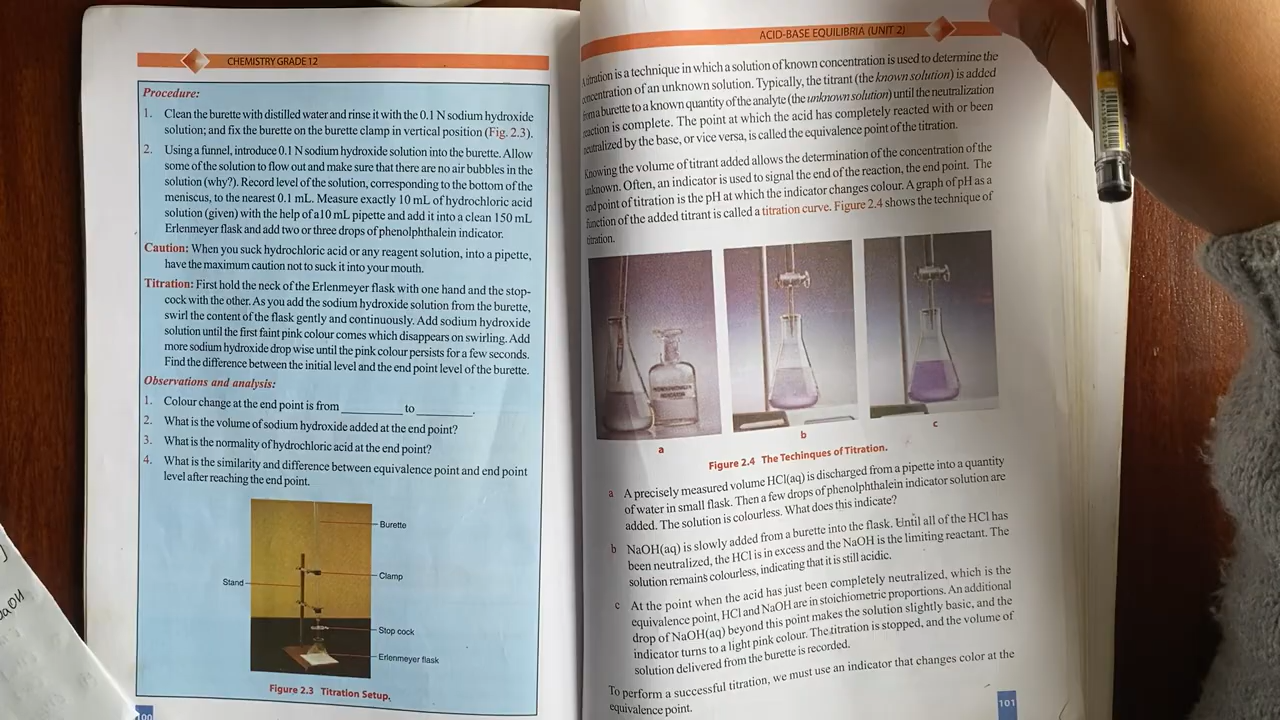 CHEMISTRY GRADE 12
Procedure:
1. Clean the burette with distilled water and rinse it with the 0.1 N sodium hydroxide
solution; and fix the burette on the burette clamp in vertical position (Fig. 2.3).
2. Using a funnel, introduce 0.1 N sodium hydroxide solution into the burette. Allow
some of the solution to flow out and make sure that there are no air bubbles in the
solution (why?). Record level of the solution, corresponding to the bottom of the
meniscus, to the nearest 0.1 mL. Measure exactly 10 mL of hydrochloric acid
solution (given) with the help of a10 mL pipette and add it into a clean 150 mL
Erlenmeyer flask and add two or three drops of phenolphthalein indicator.
Caution: When you suck hydrochloric acid or any reagent solution, into a pipette,
have the maximum caution not to suck it into your mouth.
Titration: First hold the neck of the Erlenmeyer flask with one hand and the stop-
cock with the other. As you add the sodium hydroxide solution from the burette,
swirl the content of the flask gently and continuously. Add sodium hydroxide
solution until the first faint pink colour comes which disappears on swirling. Add
more sodium hydroxide drop wise until the pink colour persists for a few seconds.
Find the difference between the initial level and the end point level of the burette.
Observations and analysis:
1. Colour change at the end point is from __________ to __________.
2. What is the volume of sodium hydroxide added at the end point?
3. What is the normality of hydrochloric acid at the end point?
4. What is the similarity and difference between equivalence point and end point
level after reaching the end point.
Burette
Clamp
Stand
Stop cock
Erlenmeyer flask
Figure 2.3 Titration Setup.
100
ACID-BASE EQUILIBRIA (UNIT 2)
titration is a technique in which a solution of known concentration is used to determine the
concentration of an unknown solution. Typically, the titrant (the known solution) is added
from a burette to a known quantity of the analyte (the unknown solution) until the neutralization
reaction is complete. The point at which the acid has completely reacted with or been
neutralized by the base, or vice versa, is called the equivalence point of the titration.
Knowing the volume of titrant added allows the determination of the concentration of the
unknown. Often, an indicator is used to signal the end of the reaction, the end point. The
end point of titration is the pH at which the indicator changes colour. A graph of pH as a
function of the added titrant is called a titration curve. Figure 2.4 shows the technique of
titration.
a
b
c
Figure 2.4 The Techinques of Titration.
a A precisely measured volume HCl(aq) is discharged from a pipette into a quantity
of water in small flask. Then a few drops of phenolphthalein indicator solution are
added. The solution is colourless. What does this indicate?
b NaOH(aq) is slowly added from a burette into the flask. Until all of the HCl has
been neutralized, the HCl is in excess and the NaOH is the limiting reactant. The
solution remains colourless, indicating that it is still acidic.
c At the point when the acid has just been completely neutralized, which is the
equivalence point, HCl and NaOH are in stoichiometric proportions. An additional
drop of NaOH(aq) beyond this point makes the solution slightly basic, and the
indicator turns to a light pink colour. The titration is stopped, and the volume of
solution delivered from the burette is recorded.
To perform a successful titration, we must use an indicator that changes color at the
equivalence point.
101